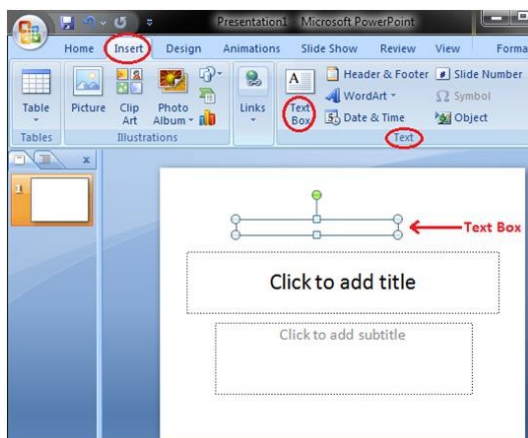 Presentation1 - Microsoft PowerPoint
Home Insert Design Animations Slide Show Review View Forma
Table Picture Clip Art Photo Album Links Text Box Header & Footer Slide Number
WordArt Symbol
Date & Time Object
Tables Illustrations Text
1 x
Text Box
Click to add title
Click to add subtitle